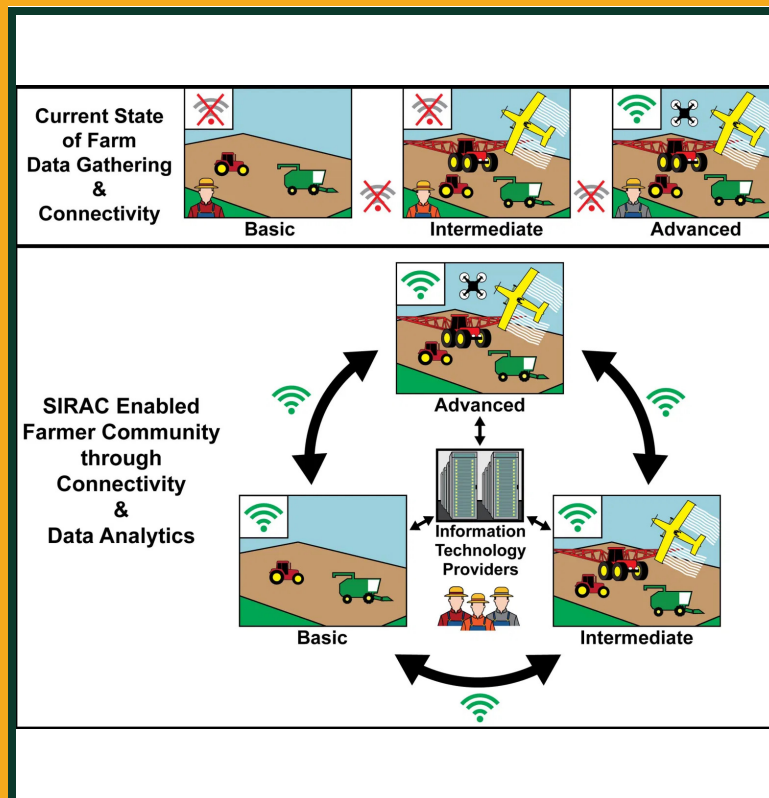 Current State
of Farm
Data Gathering
&
Connectivity
Basic
Intermediate
Advanced
SIRAC Enabled
Farmer Community
through
Connectivity
&
Data Analytics
Advanced
Information
Technology
Providers
Basic
Intermediate